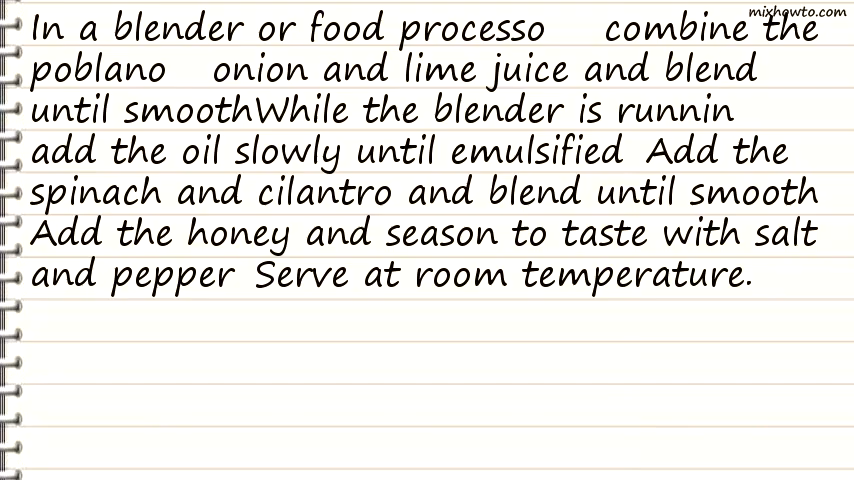 mixhowto.com
In a blender or food processo combine the
poblano onion and lime juice and blend
until smoothWhile the blender is runnin
add the oil slowly until emulsified Add the
spinach and cilantro and blend until smooth
Add the honey and season to taste with salt
and pepper Serve at room temperature.